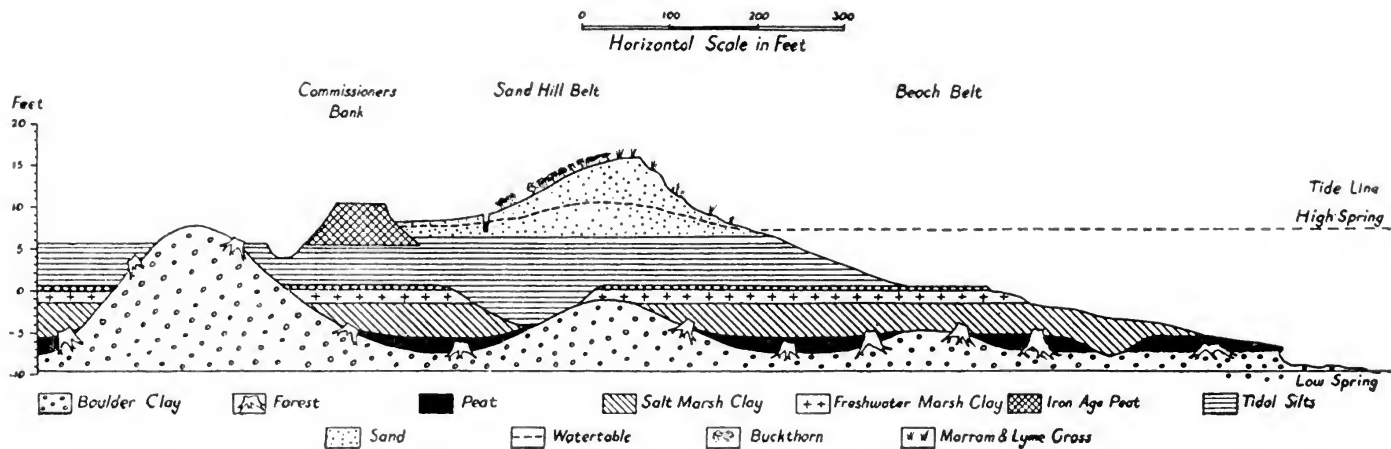 0 100 200 300
Horizontal Scale in Feet
Commissioners
Bank
Sand Hill Belt
Beach Belt
Feet
20
15
10
5
0
-5
-10
Tide Line
High-Spring
Low Spring
Boulder Clay
Forest
Peat
Salt Marsh Clay
Freshwater Marsh Clay
Iron Age Peat
Tidal Silts
Sand
Watertable
Buckthorn
Marram & Lyme Grass